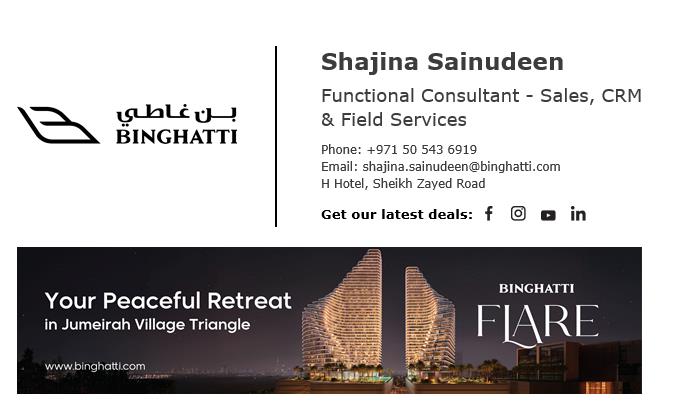 بن غاطي
BINGHATTI
Shajina Sainudeen
Functional Consultant - Sales, CRM
& Field Services
Phone: +971 50 543 6919
Email: shajina.sainudeen@binghatti.com
H Hotel, Sheikh Zayed Road
Get our latest deals:
Your Peaceful Retreat
in Jumeirah Village Triangle
www.binghatti.com
BINGHATTI
FLARE